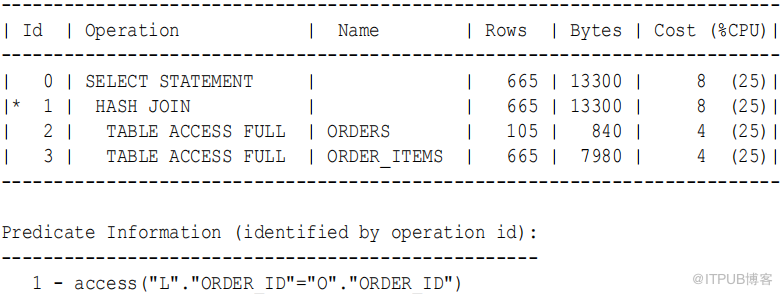 --------------------------------------------------------------------------
| Id | Operation | Name | Rows | Bytes | Cost (%CPU)|
--------------------------------------------------------------------------
| 0 | SELECT STATEMENT | | 665 | 13300 | 8 (25)|
|* 1 | HASH JOIN | | 665 | 13300 | 8 (25)|
| 2 | TABLE ACCESS FULL | ORDERS | 105 | 840 | 4 (25)|
| 3 | TABLE ACCESS FULL | ORDER_ITEMS | 665 | 7980 | 4 (25)|
--------------------------------------------------------------------------
Predicate Information (identified by operation id):
---------------------------------------------------
1 - access("L"."ORDER_ID"="O"."ORDER_ID")
@ITPUB博客